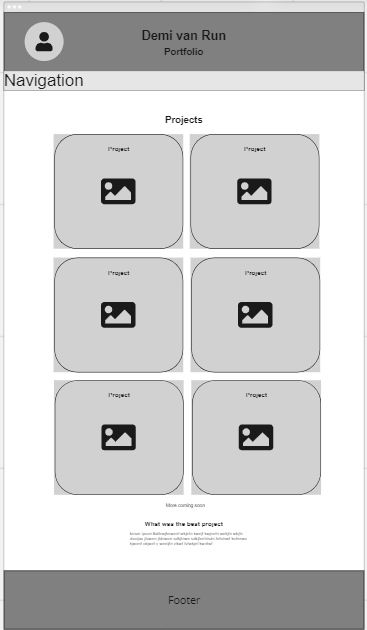 Demi van Run
Portfolio
Navigation
Projects
Project
Project
Project
Project
Project
Project
More coming soon
What was the best project
Footer